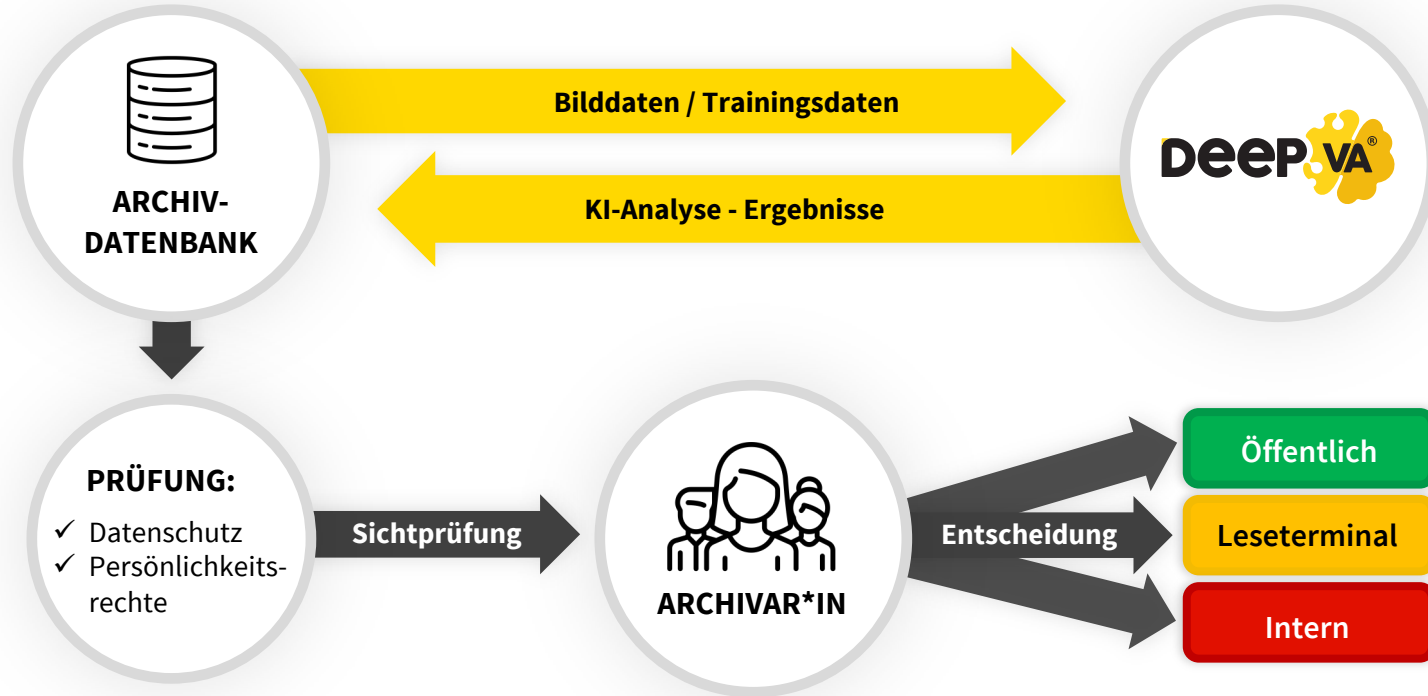 Bilddaten / Trainingsdaten
ARCHIV-
DATENBANK
DEEP VA®
KI-Analyse - Ergebnisse
PRÜFUNG:
✓ Datenschutz
✓ Persönlichkeits-
rechte
Sichtprüfung
ARCHIVAR*IN
Entscheidung
Öffentlich
Leseterminal
Intern